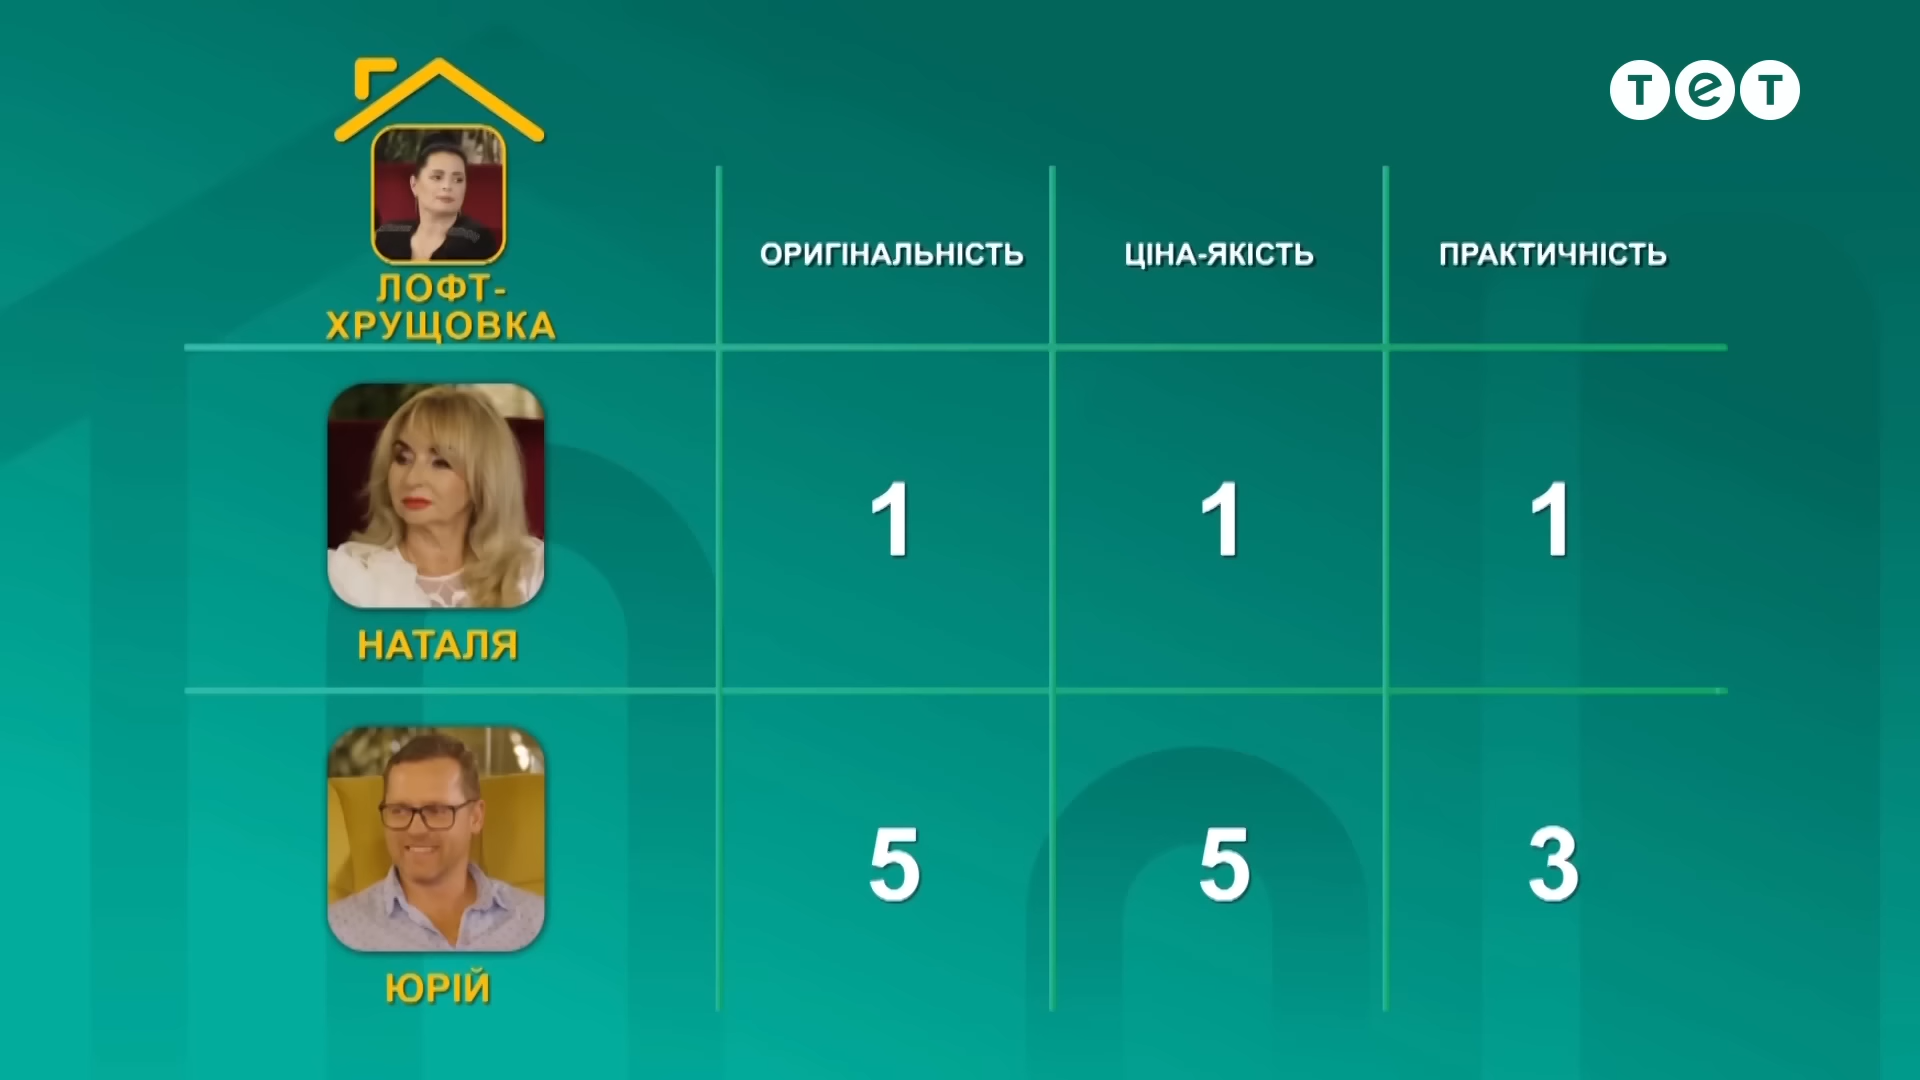 тет
ЛОФТ-
ХРУЩОВКА
ОРИГІНАЛЬНІСТЬ ЦІНА-ЯКІСТЬ ПРАКТИЧНІСТЬ
1 1 1
НАТАЛЯ
5 5 3
ЮРІЙ